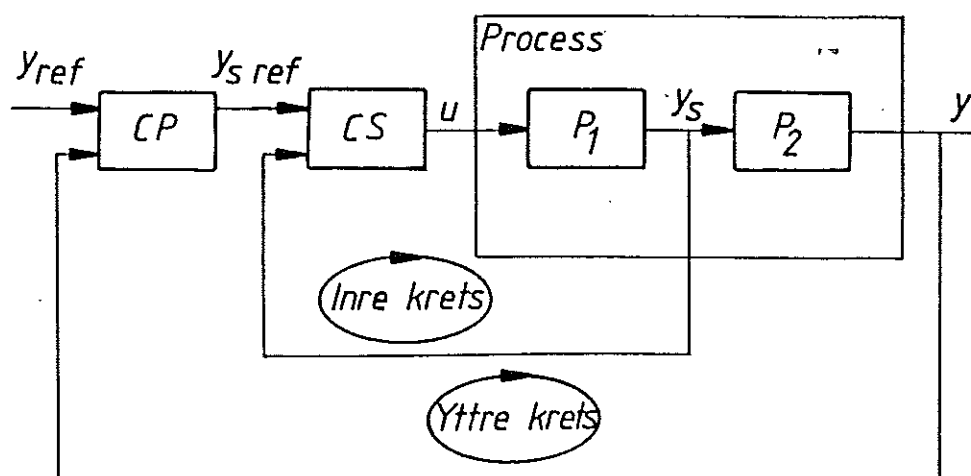 Process
y_ref
y_s ref
CP
CS
u
P_1
y_s
P_2
y
Inre krets
Yttre krets